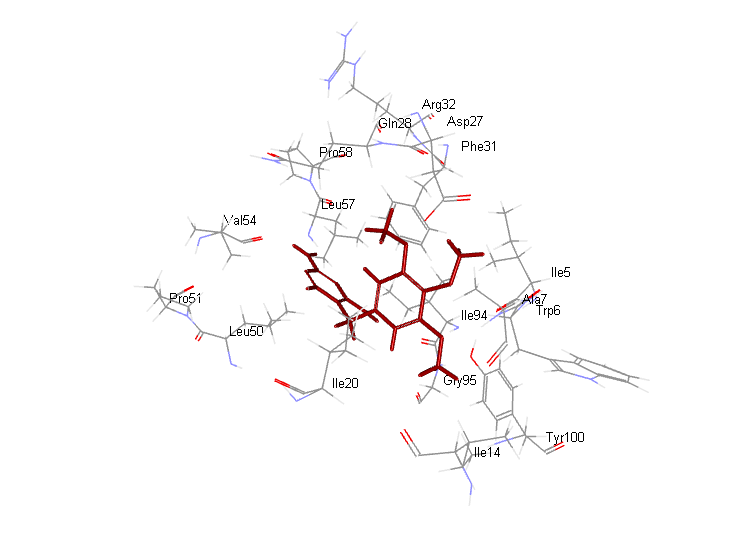 Arg32
Gln28
Asp27
Phe31
Pro58
Leu57
Val54
Ile5
Pro51
Ala7
Trp6
Ile94
Leu50
Ile20
Gly95
Tyr100
Ile14